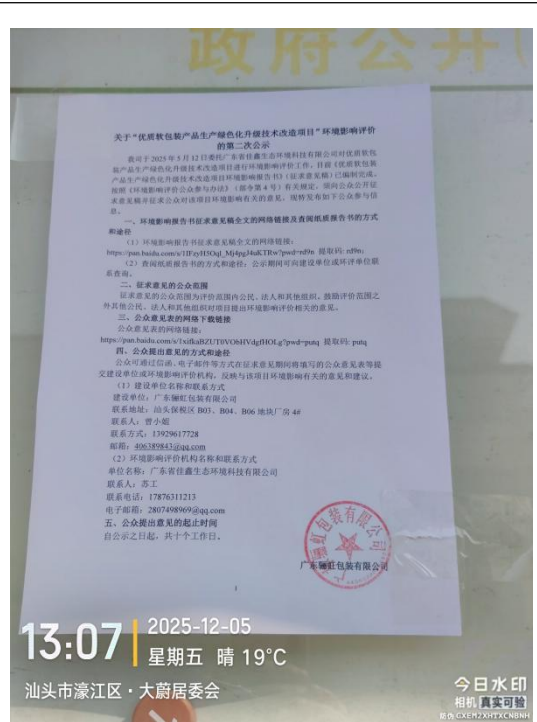 政府公开
关于“优质软包装产品生产绿色化升级技术改造项目”环境影响评价
的第二次公示
我司于 2025 年 5 月 12 日委托广东省佳鑫生态环境科技有限公司对优质软包
装产品生产绿色化升级技术改造项目进行环境影响评价工作，目前《优质软包装
产品生产绿色化升级技术改造项目环境影响报告书》（征求意见稿）已编制完成。
按照《环境影响评价公众参与办法》（部令第 4 号）有关规定，须向公众公开征
求意见稿并征求公众对该项目环境影响有关的意见，现特发布如下公众参与信
息。
一、环境影响报告书征求意见稿全文的网络链接及查阅纸质报告书的方式
和途径
（1）环境影响报告书征求意见稿全文的网络链接：
提取码: rd9n；
（2）查阅纸质报告书的方式和途径：公示期间可向建设单位或环评单位联
系查询。
二、征求意见的公众范围
征求意见的公众范围为评价范围内公民、法人和其他组织。鼓励评价范围之
外其他公民、法人和其他组织对项目提出环境影响评价相关的意见。
三、公众意见表的网络下载链接
公众意见表的网络链接：
提取码: putq
四、公众提出意见的方式和途径
公众可通过信函、电子邮件等方式在征求意见期间将填写的公众意见表等提
交建设单位或环境影响评价机构，反映与该项目环境影响有关的意见和建议。
（1）建设单位名称和联系方式
建设单位：广东骊虹包装有限公司
联系地址：汕头保税区 B03、B04、B06 地块厂房 4#
联系人：曾小姐
联系方式：13929617728
邮箱：406389843@qq.com
（2）环境影响评价机构名称和联系方式
单位名称：广东省佳鑫生态环境科技有限公司
联系人：苏工
联系电话：17876311213
电子邮箱：2807498969@qq.com
五、公众提出意见的起止时间
自公示之日起，共十个工作日。
广东骊虹包装有限公司
1
13:07
2025-12-05
星期五 晴 19°C
汕头市濠江区·大蔚居委会
今日水印
相机 真实可验
防伪 GXEM2XHTXCNBNH